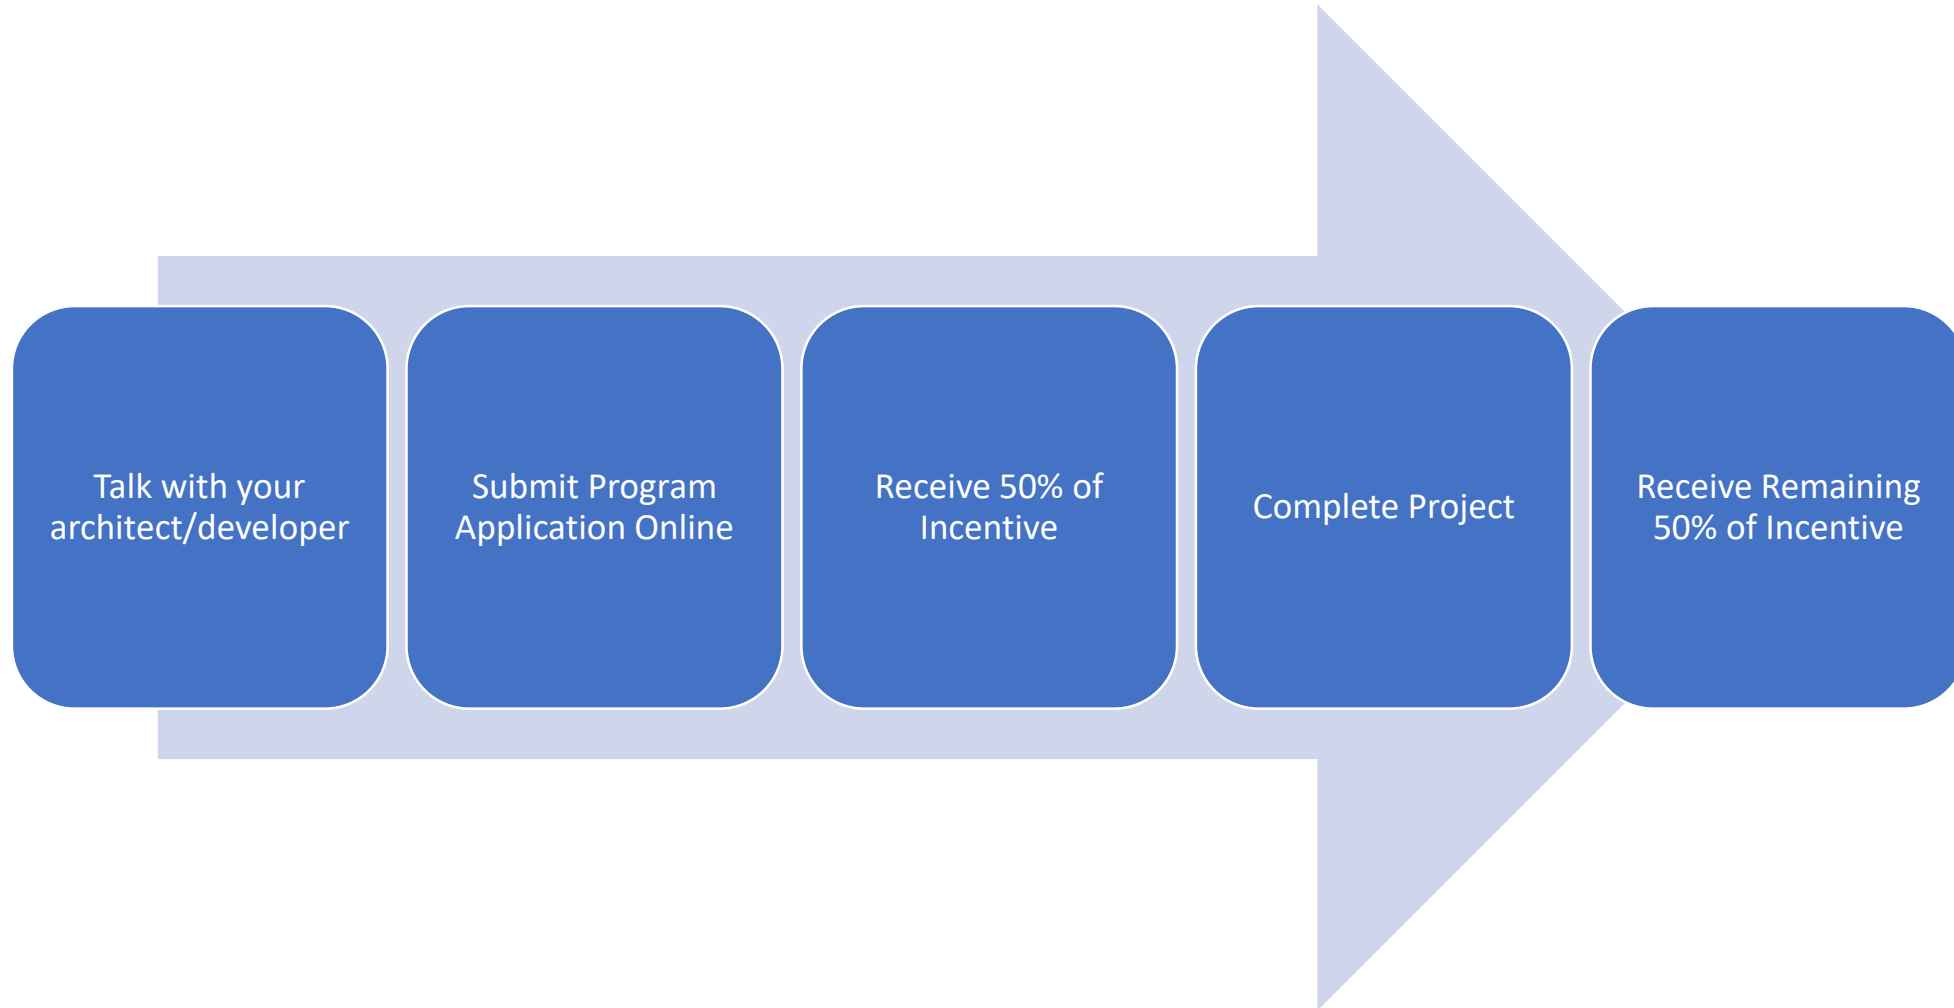 Talk with your
architect/developer
Submit Program
Application Online
Receive 50% of
Incentive
Complete Project
Receive Remaining
50% of Incentive